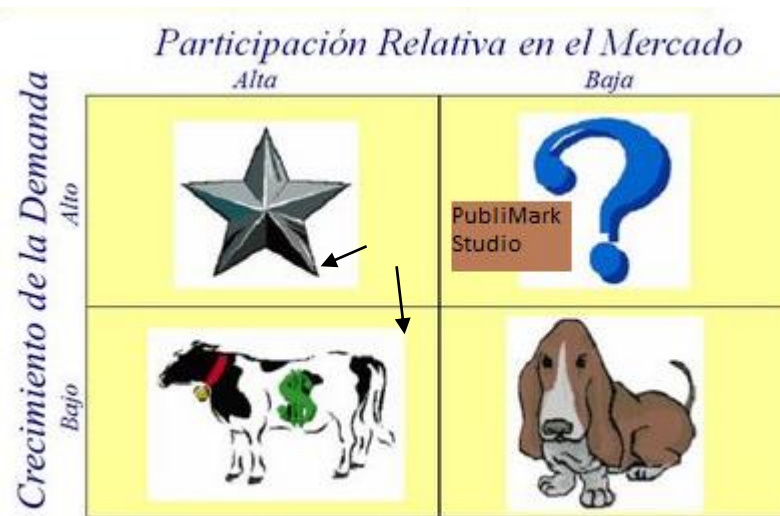 Participación Relativa en el Mercado
Alta
Baja
Crecimiento de la Demanda
Alto
PubliMark
Studio
$
Bajo